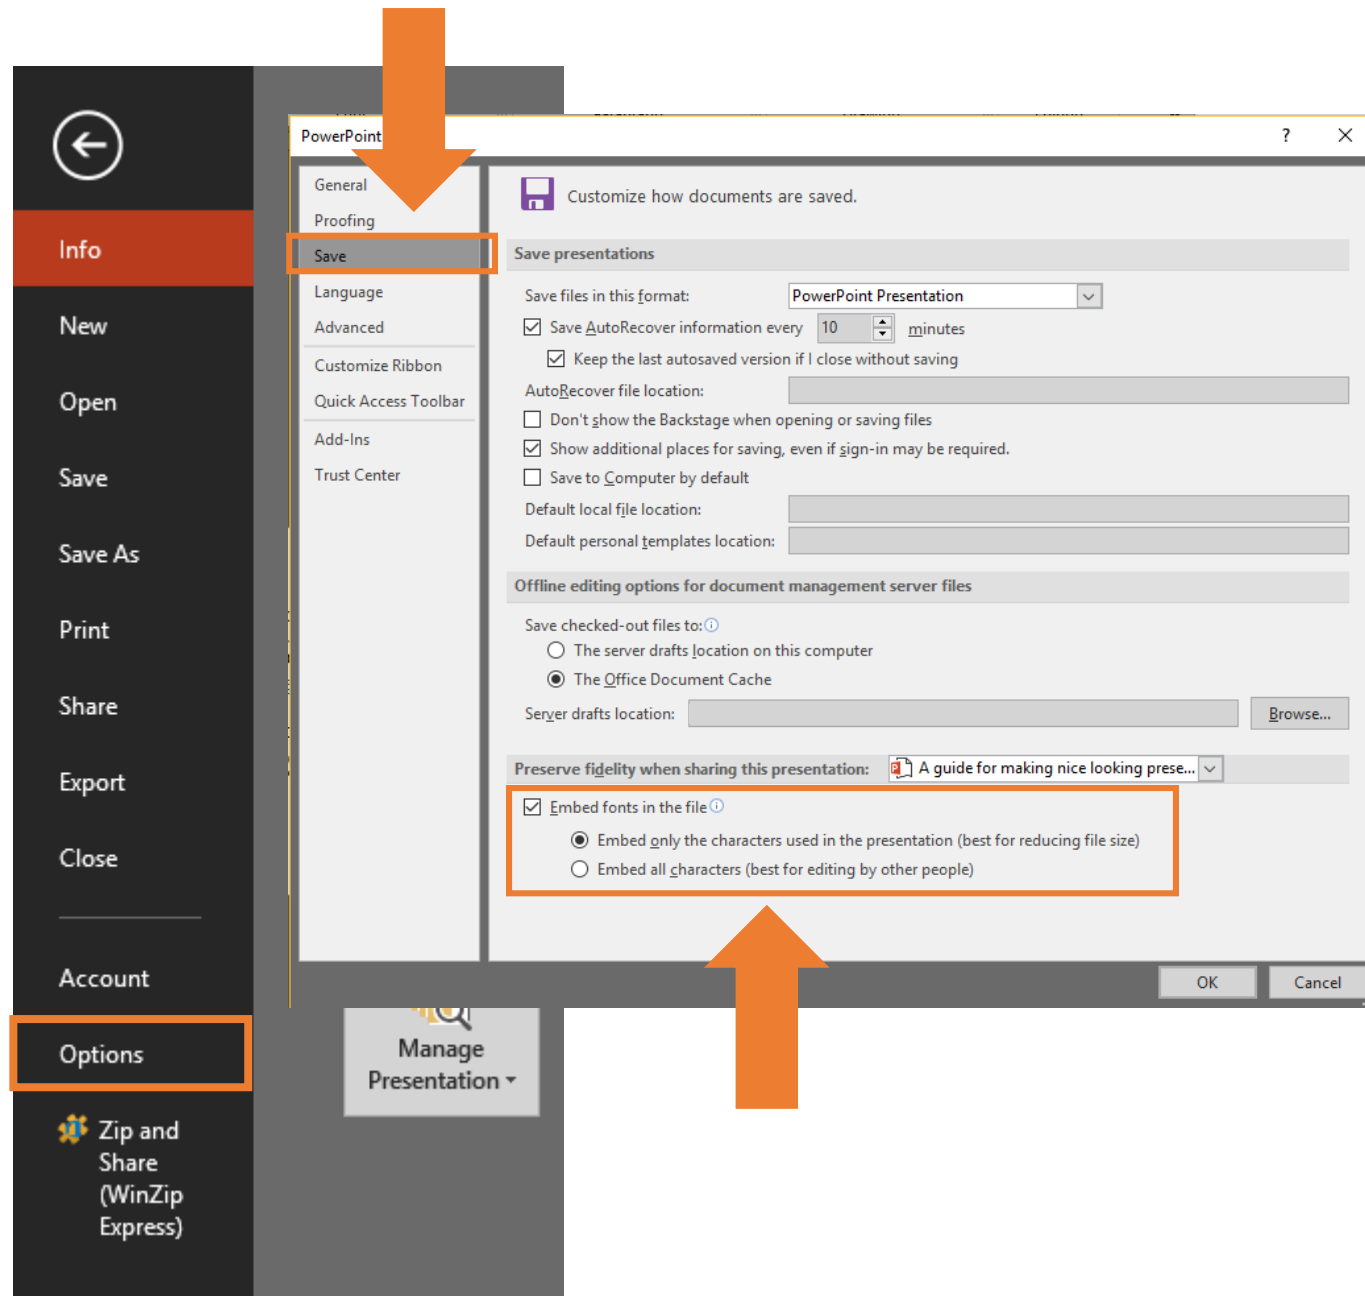 Info
New
Open
Save
Save As
Print
Share
Export
Close
Account
Options
Zip and
Share
(WinZip
Express)
Manage
Presentation
PowerPoint
?
General
Proofing
Save
Language
Advanced
Customize Ribbon
Quick Access Toolbar
Add-Ins
Trust Center
Customize how documents are saved.
Save presentations
Save files in this format: PowerPoint Presentation
Save AutoRecover information every 10 minutes
Keep the last autosaved version if I close without saving
AutoRecover file location:
Don't show the Backstage when opening or saving files
Show additional places for saving, even if sign-in may be required.
Save to Computer by default
Default local file location:
Default personal templates location:
Offline editing options for document management server files
Save checked-out files to:
The server drafts location on this computer
The Office Document Cache
Server drafts location: Browse...
Preserve fidelity when sharing this presentation: A guide for making nice looking prese...
Embed fonts in the file
Embed only the characters used in the presentation (best for reducing file size)
Embed all characters (best for editing by other people)
OK Cancel